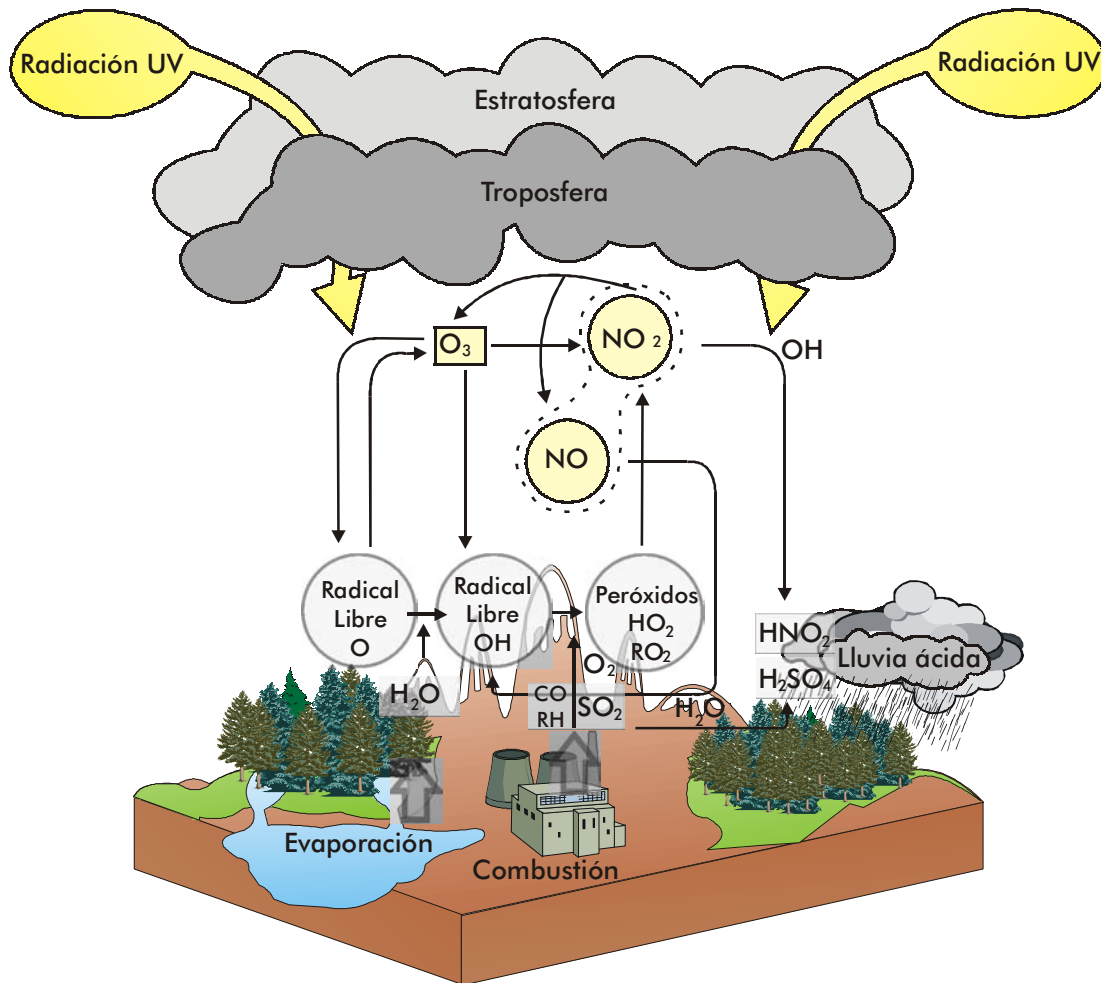 Radiación UV
Radiación UV
Estratosfera
Troposfera
O₃
NO₂
OH
NO
Radical
Libre
O
Radical
Libre
OH
Peróxidos
HO₂
RO₂
HNO₂
Lluvia ácida
H₂SO₄
O₂
H₂O
CO
RH
SO₂
H₂O
Evaporación
Combustión